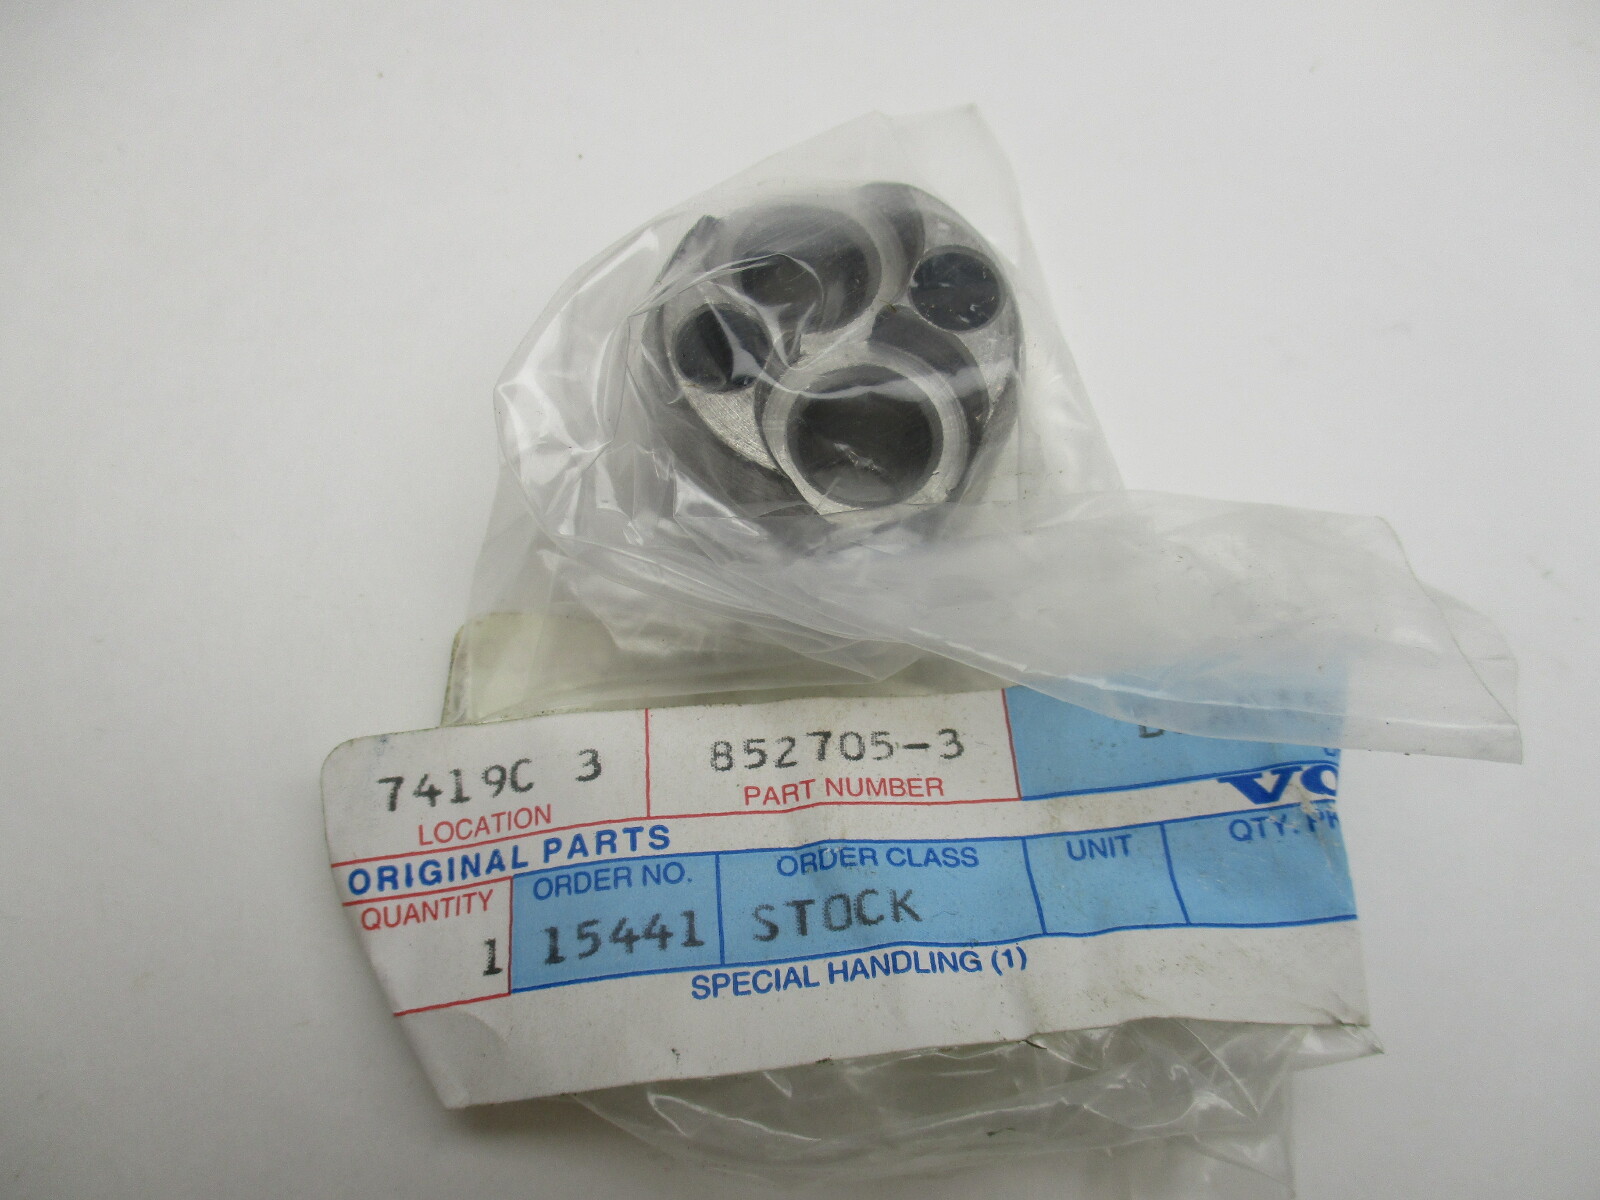 7419C 3
LOCATION
852705-3
PART NUMBER
ORIGINAL PARTS
QUANTITY
1
ORDER NO.
15441
ORDER CLASS
STOCK
UNIT
QTY.
SPECIAL HANDLING (1)